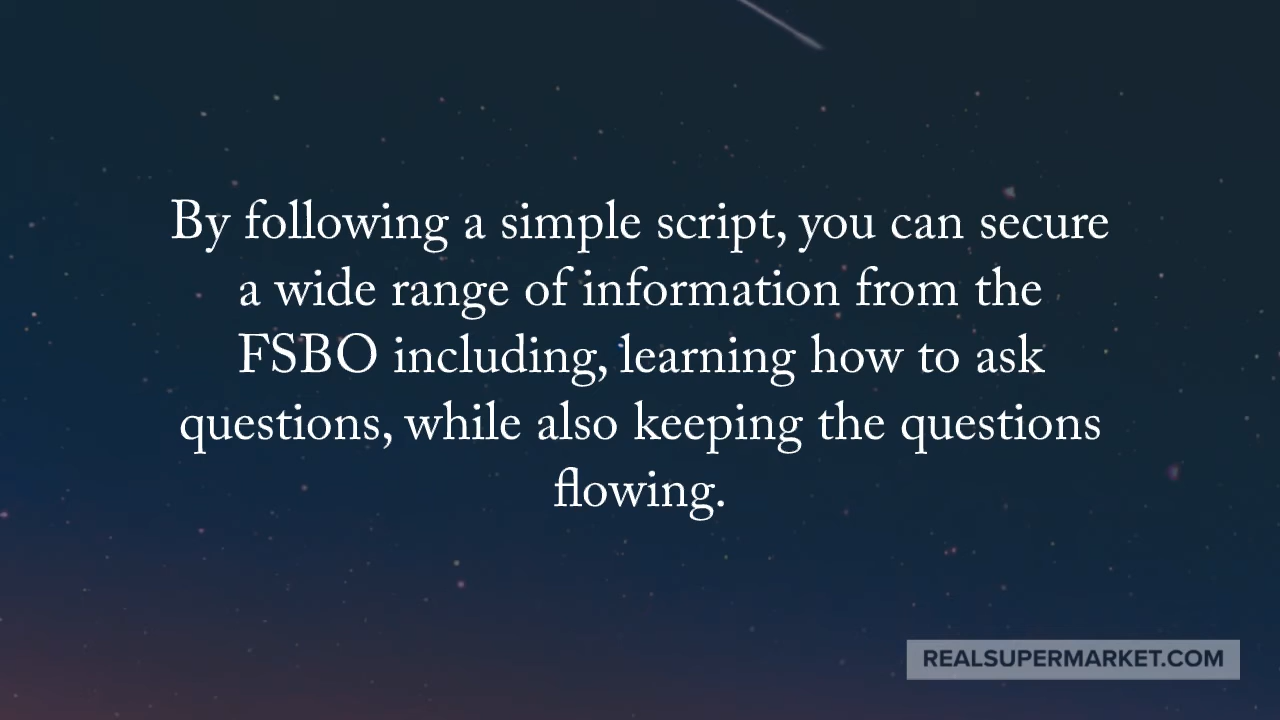 By following a simple script, you can secure
a wide range of information from the
FSBO including, learning how to ask
questions, while also keeping the questions
flowing.
REALSUPERMARKET.COM